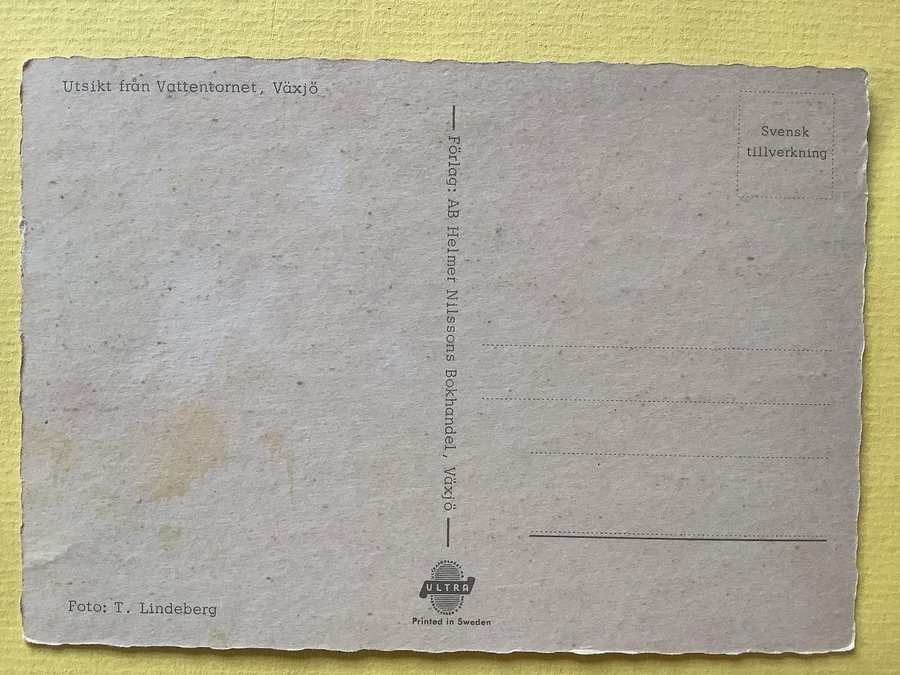 Utsikt från Vattentornet, Växjö
Svensk
tillverkning
Förlag: AB Helmer Nilssons Bokhandel, Växjö
Foto: T. Lindeberg
ULTRA
Printed in Sweden